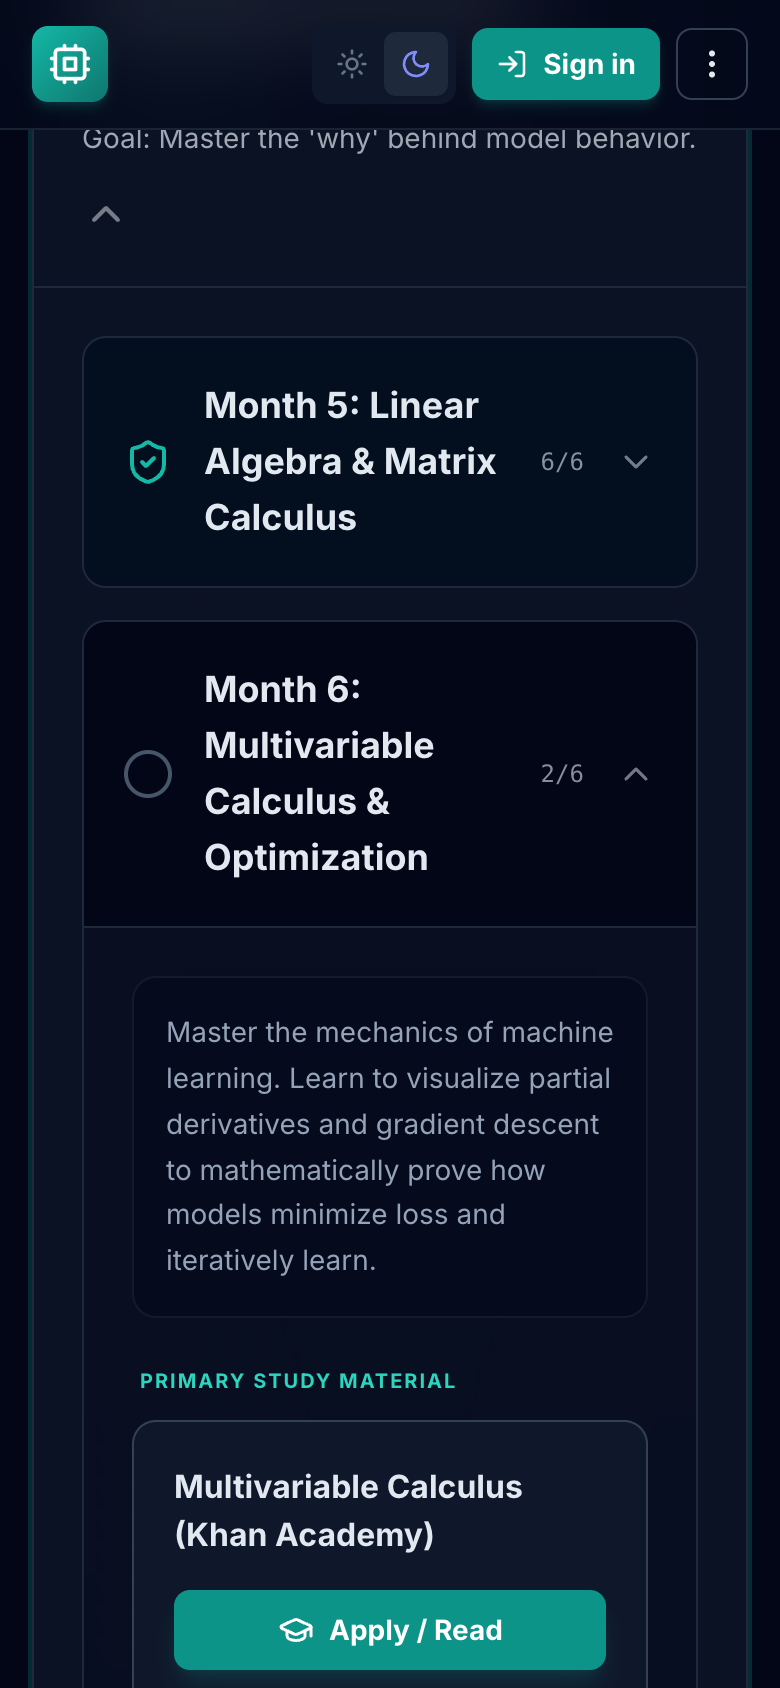 Sign in
Goal: Master the 'why' behind model behavior.
Month 5: Linear
Algebra & Matrix
Calculus
6/6
Month 6:
Multivariable
Calculus &
Optimization
2/6
Master the mechanics of machine
learning. Learn to visualize partial
derivatives and gradient descent
to mathematically prove how
models minimize loss and
iteratively learn.
PRIMARY STUDY MATERIAL
Multivariable Calculus
(Khan Academy)
Apply / Read